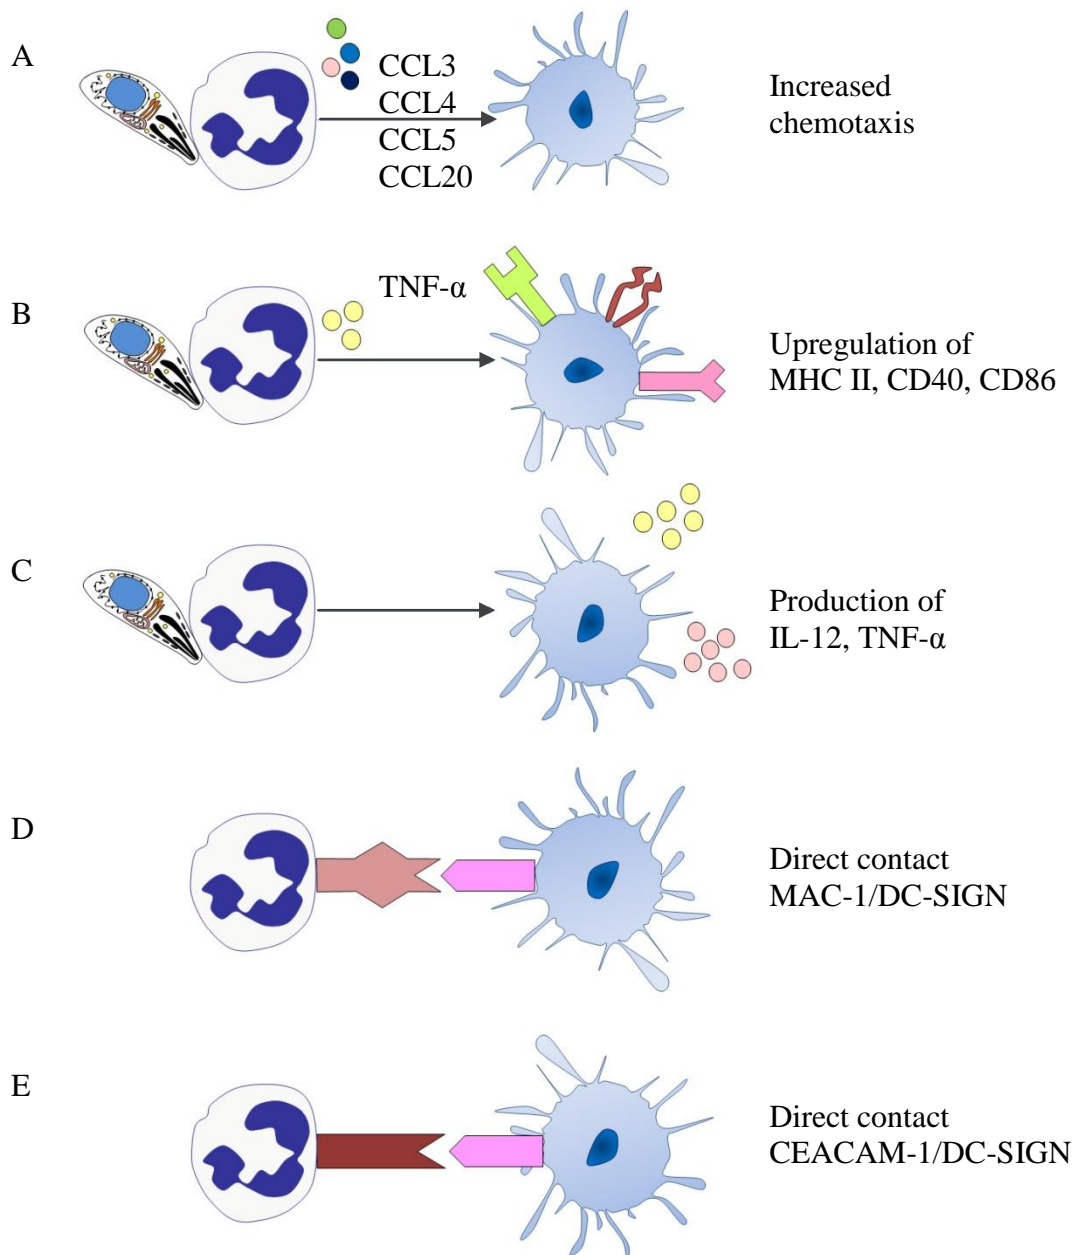 A
CCL3
CCL4
CCL5
CCL20
Increased
chemotaxis
B
TNF-α
Upregulation of
MHC II, CD40, CD86
C
Production of
IL-12, TNF-α
D
Direct contact
MAC-1/DC-SIGN
E
Direct contact
CEACAM-1/DC-SIGN